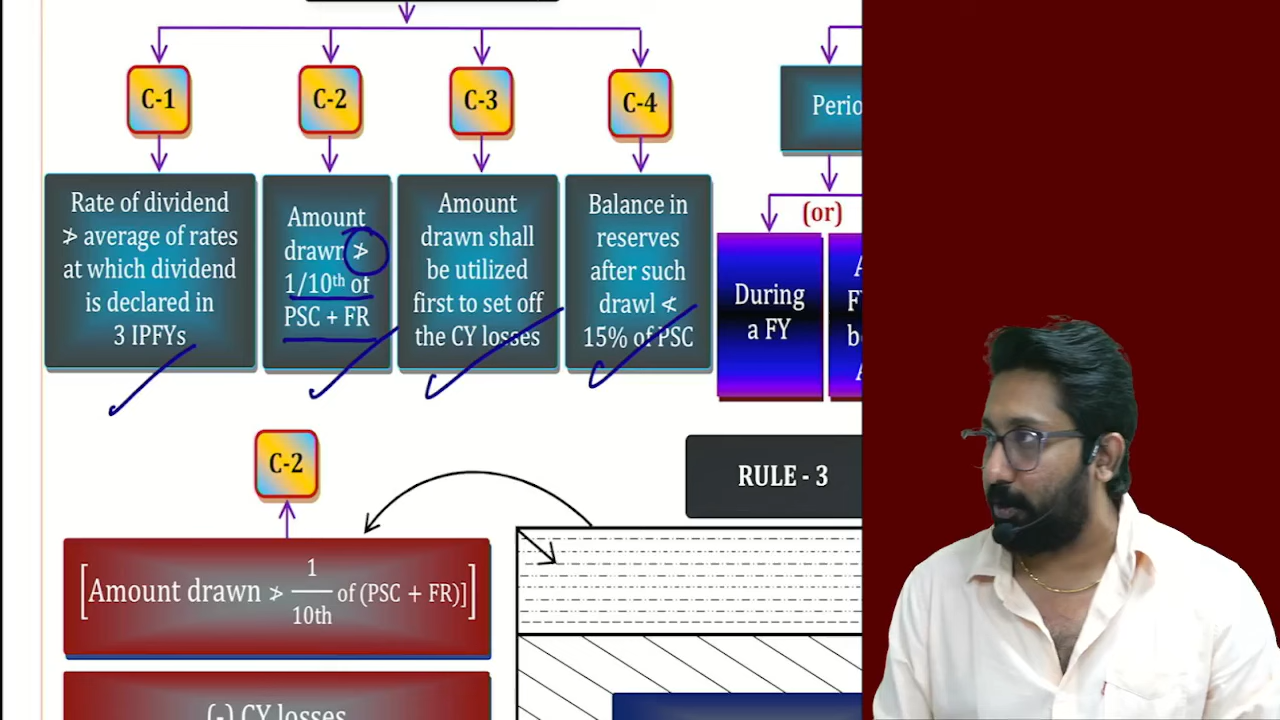 C-1
C-2
C-3
C-4
Rate of dividend
≯ average of rates
at which dividend
is declared in
3 IPFYs
Amount
drawn ≯
1/10th of
PSC + FR
Amount
drawn shall
be utilized
first to set off
the CY losses
Balance in
reserves
after such
drawl ≮
15% of PSC
Perio
(or)
During
a FY
C-2
RULE - 3
[Amount drawn ≯ 1/10th of (PSC + FR)]
(-) CY losses